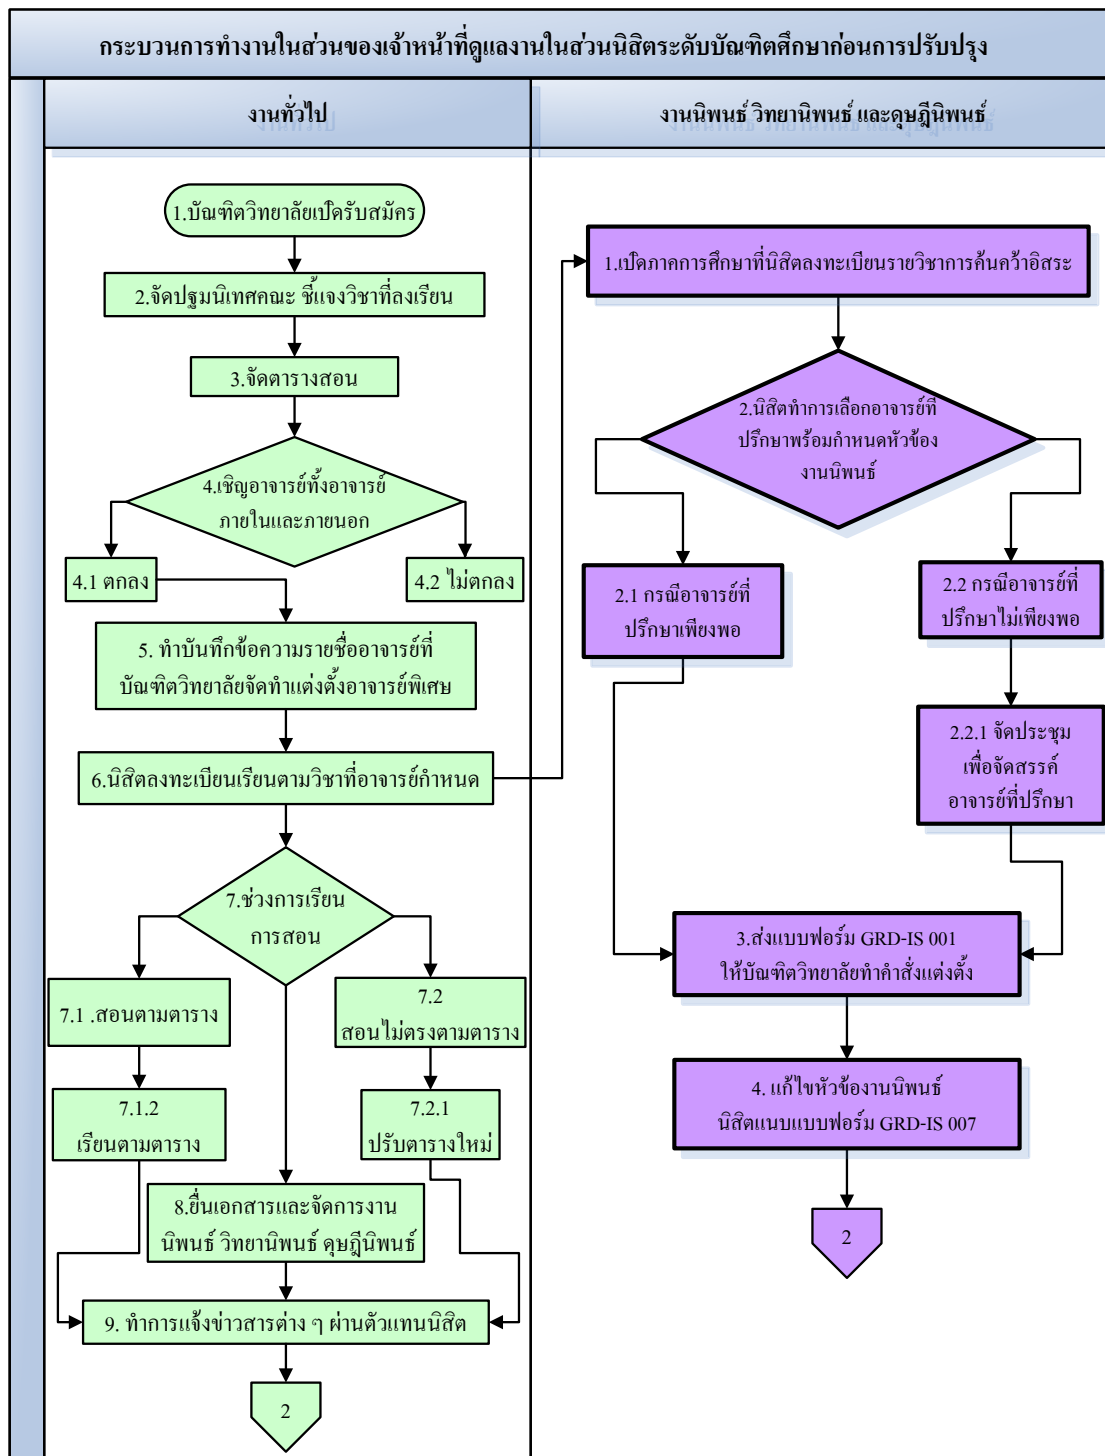 กระบวนการทำงานในส่วนของเจ้าหน้าที่ดูแลงานในส่วนนิสิตระดับบัณฑิตศึกษาก่อนการปรับปรุง
งานทั่วไป
งานนิพนธ์ วิทยานิพนธ์ และดุษฎีนิพนธ์
1.บัณฑิตวิทยาลัยเปิดรับสมัคร
2.จัดปฐมนิเทศคณะ ชี้แจงวิชาที่ลงเรียน
3.จัดตารางสอน
4.เชิญอาจารย์ทั้งอาจารย์
ภายในและภายนอก
4.1 ตกลง
4.2 ไม่ตกลง
5. ทำบันทึกข้อความรายชื่ออาจารย์ที่
บัณฑิตวิทยาลัยจัดทำแต่งตั้งอาจารย์พิเศษ
6.นิสิตลงทะเบียนเรียนตามวิชาที่อาจารย์กำหนด
7.ช่วงการเรียน
การสอน
7.1 .สอนตามตาราง
7.2
สอนไม่ตรงตามตาราง
7.1.2
เรียนตามตาราง
7.2.1
ปรับตารางใหม่
8.ยื่นเอกสารและจัดการงาน
นิพนธ์ วิทยานิพนธ์ ดุษฎีนิพนธ์
9. ทำการแจ้งข่าวสารต่าง ๆ ผ่านตัวแทนนิสิต
2
1.เปิดภาคการศึกษาที่นิสิตลงทะเบียนรายวิชาการค้นคว้าอิสระ
2.นิสิตทำการเลือกอาจารย์ที่
ปรึกษาพร้อมกำหนดหัวข้อง
งานนิพนธ์
2.1 กรณีอาจารย์ที่
ปรึกษาเพียงพอ
2.2 กรณีอาจารย์ที่
ปรึกษาไม่เพียงพอ
2.2.1 จัดประชุม
เพื่อจัดสรรค์
อาจารย์ที่ปรึกษา
3.ส่งแบบฟอร์ม GRD-IS 001
ให้บัณฑิตวิทยาลัยทำคำสั่งแต่งตั้ง
4. แก้ไขหัวข้องานนิพนธ์
นิสิตแนบแบบฟอร์ม GRD-IS 007
2